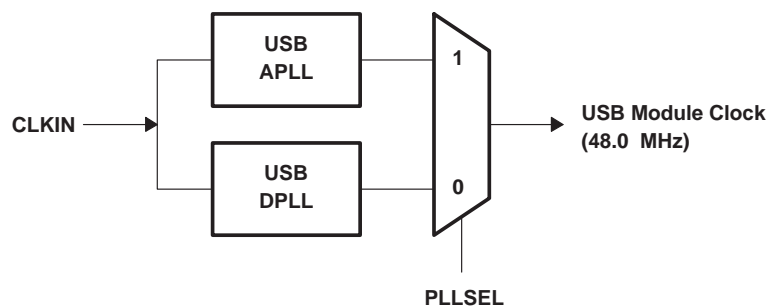 USB
APLL
1
CLKIN
USB Module Clock
(48.0 MHz)
USB
DPLL
0
PLLSEL